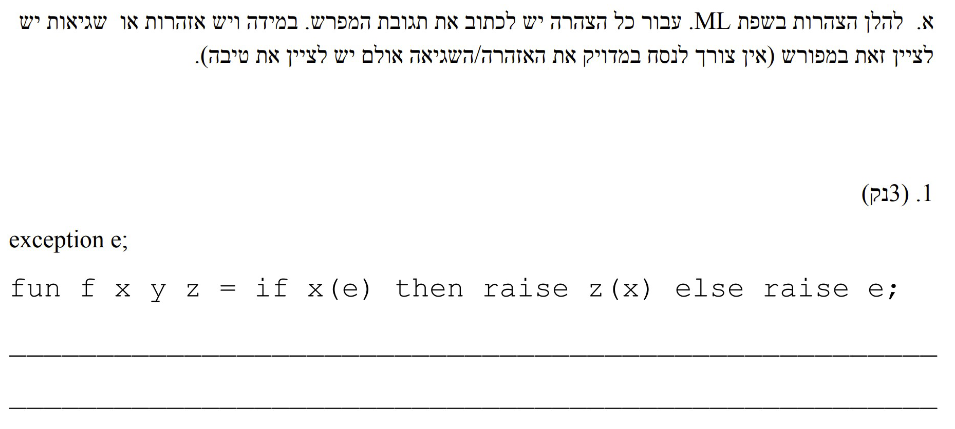 א. להלן הצהרות בשפת ML. עבור כל הצהרה יש לכתוב את תגובת המפרש. במידה ויש אזהרות או שגיאות יש
לציין זאת במפורש (אין צורך לנסח במדויק את האזהרה/השגיאה אולם יש לציין את טיבה).
1. (3נק)
exception e;
fun f x y z = if x(e) then raise z(x) else raise e;